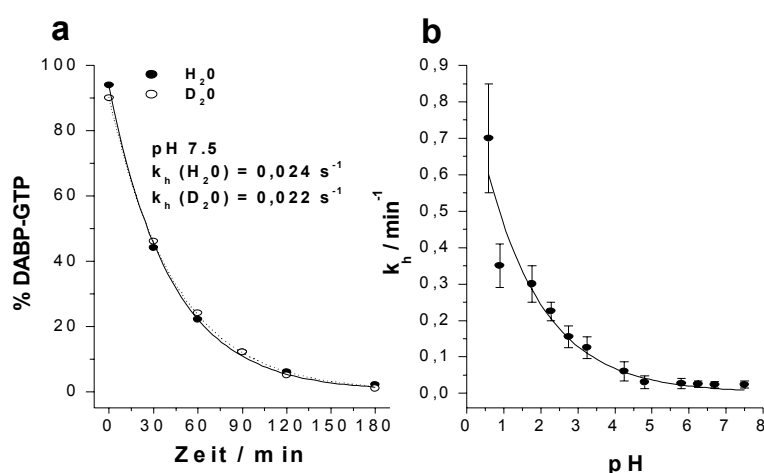 a
100
80
60
40
20
0
0 30 60 90 120 150 180
% DABP-GTP
Zeit / min
H₂0
D₂0
pH 7.5
kₕ (H₂0) = 0,024 s⁻¹
kₕ (D₂0) = 0,022 s⁻¹
b
0,9
0,8
0,7
0,6
0,5
0,4
0,3
0,2
0,1
0,0
0 1 2 3 4 5 6 7 8
kₕ / min⁻¹
pH